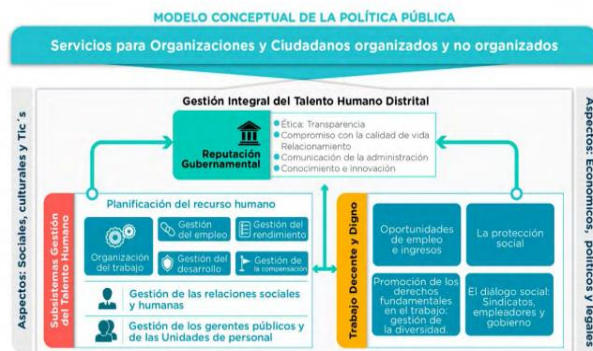 MODELO CONCEPTUAL DE LA POLÍTICA PÚBLICA
Servicios para Organizaciones y Ciudadanos organizados y no organizados
Aspectos: Sociales, culturales y Tic´s
Gestión Integral del Talento Humano Distrital
Reputación
Gubernamental
Ética: Transparencia
Compromiso con la calidad de vida
Relacionamiento
Comunicación de la administración
Conocimiento e innovación
Subsistemas Gestión
del Talento Humano
Planificación del recurso humano
Organización
del trabajo
Gestión
del empleo
Gestión del
rendimiento
Gestión del
desarrollo
Gestión de
la compensación
Gestión de las relaciones sociales
y humanas
Gestión de los gerentes públicos y
de las Unidades de personal
Trabajo Decente y Digno
Oportunidades
de empleo
e ingresos
La protección
social
Promoción de los
derechos
fundamentales
en el trabajo:
gestión de
la diversidad.
El diálogo social:
Sindicatos,
empleadores y
gobierno
Aspectos: Economicos, políticos y legales